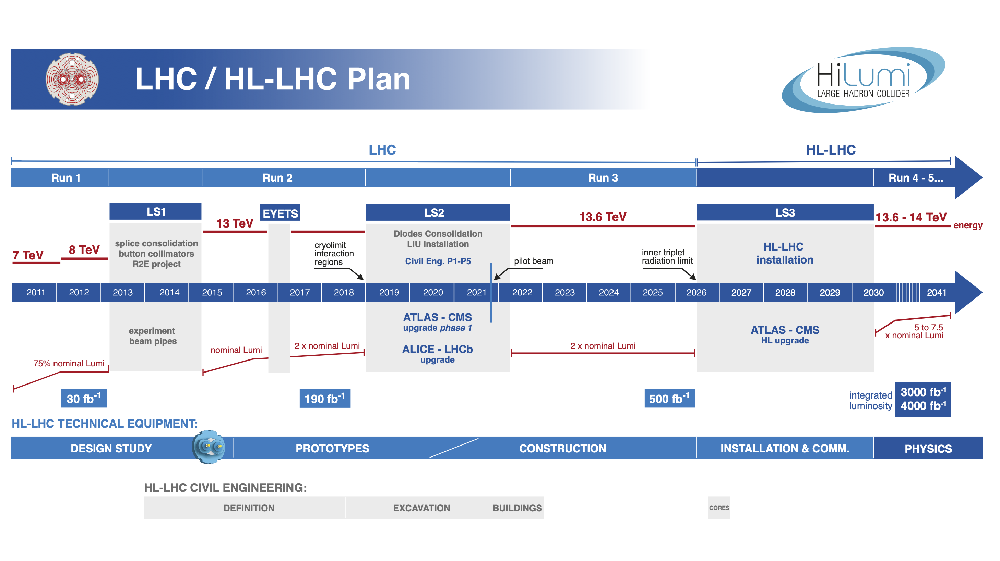 LHC / HL-LHC Plan
HiLumi
LARGE HADRON COLLIDER
LHC
HL-LHC
Run 1
Run 2
Run 3
Run 4 - 5...
LS1
EYETS
LS2
LS3
13 TeV
13.6 TeV
13.6 - 14 TeV
energy
7 TeV
8 TeV
splice consolidation
button collimators
R2E project
cryolimit
interaction
regions
Diodes Consolidation
LIU Installation
Civil Eng. P1-P5
pilot beam
inner triplet
radiation limit
HL-LHC
installation
2011
2012
2013
2014
2015
2016
2017
2018
2019
2020
2021
2022
2023
2024
2025
2026
2027
2028
2029
2030
2041
experiment
beam pipes
ATLAS - CMS
upgrade phase 1
ALICE - LHCb
upgrade
ATLAS - CMS
HL upgrade
5 to 7.5
x nominal Lumi
75% nominal Lumi
nominal Lumi
2 x nominal Lumi
2 x nominal Lumi
30 fb⁻¹
190 fb⁻¹
500 fb⁻¹
integrated
luminosity
3000 fb⁻¹
4000 fb⁻¹
HL-LHC TECHNICAL EQUIPMENT:
DESIGN STUDY
PROTOTYPES
CONSTRUCTION
INSTALLATION & COMM.
PHYSICS
HL-LHC CIVIL ENGINEERING:
DEFINITION
EXCAVATION
BUILDINGS
CORES